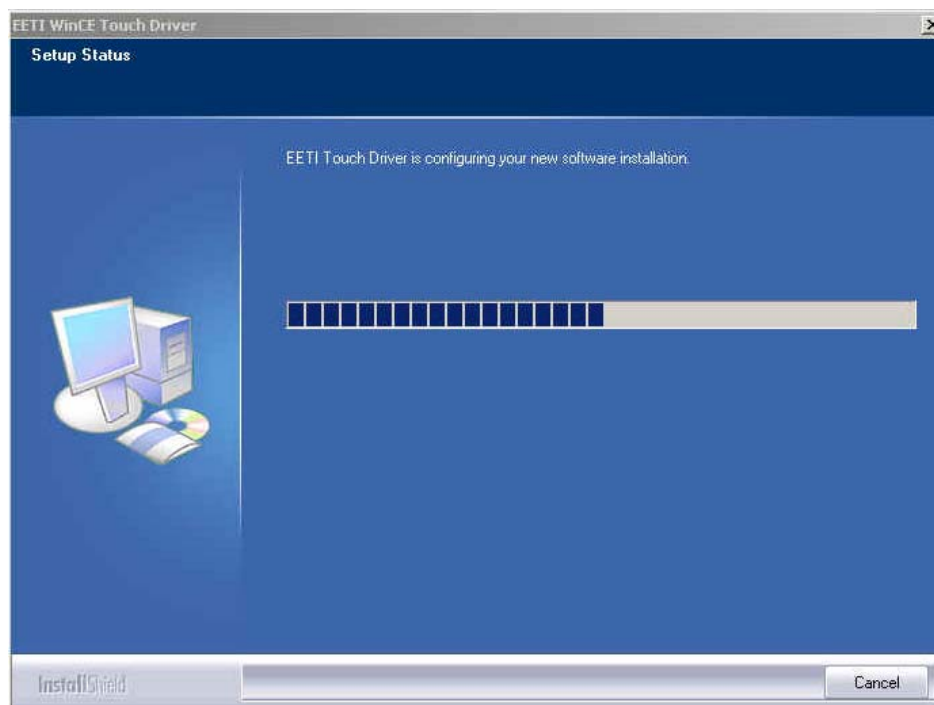 EETI WinCE Touch Driver
Setup Status
EETI Touch Driver is configuring your new software installation.
InstallShield
Cancel